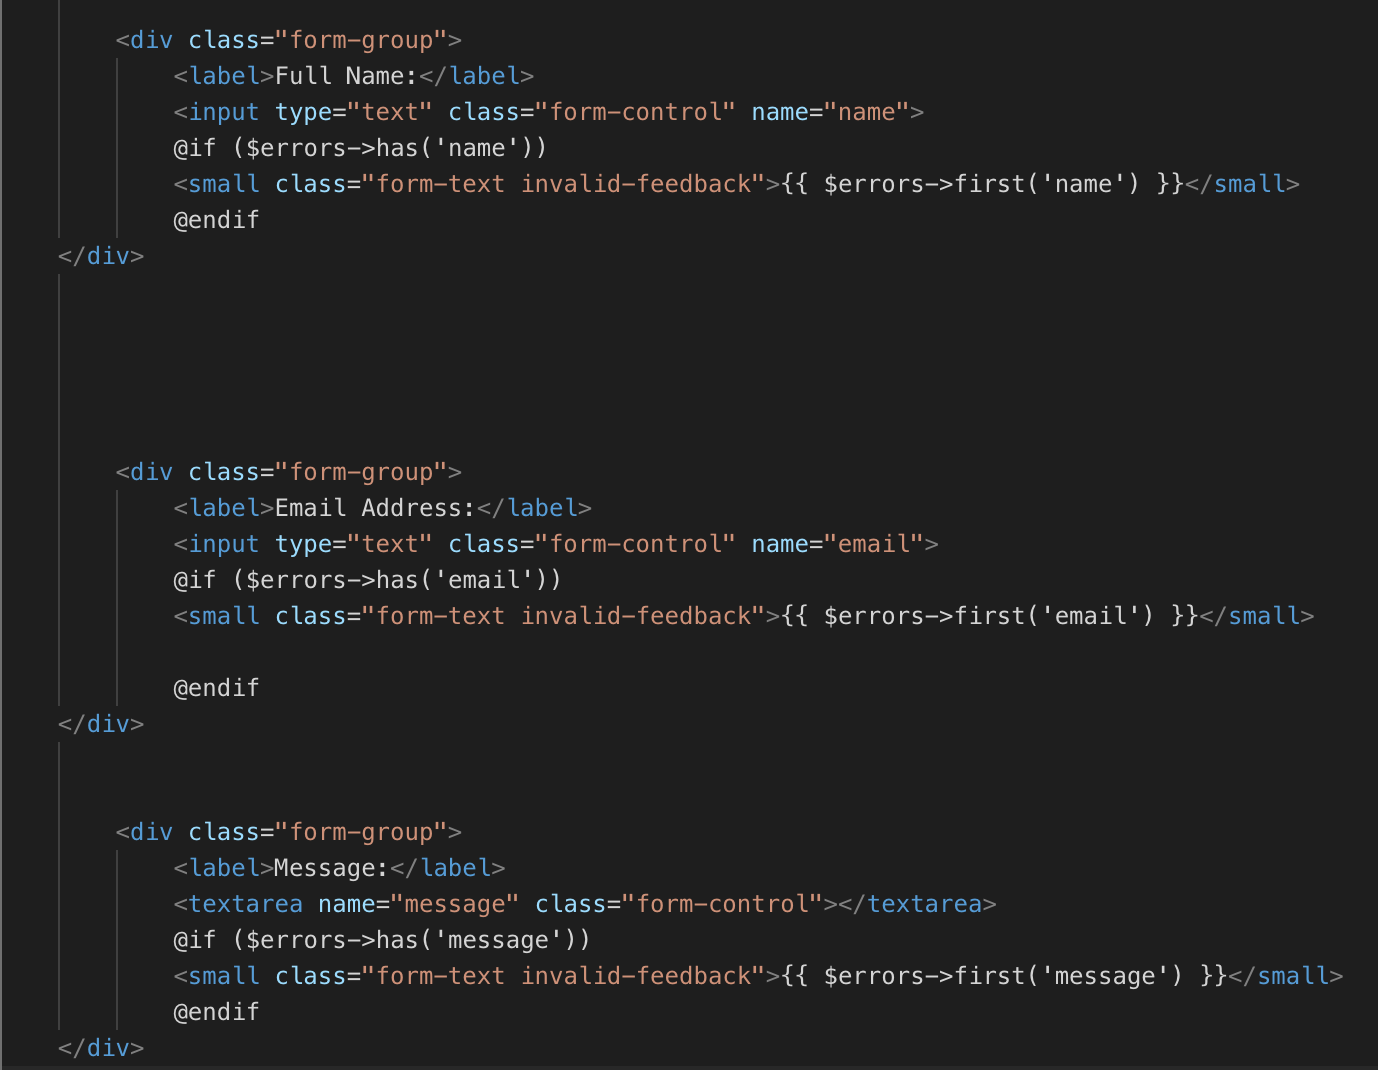 <div class="form-group">
<label>Full Name:</label>
<input type="text" class="form-control" name="name">
@if ($errors->has('name'))
<small class="form-text invalid-feedback">{{ $errors->first('name') }}</small>
@endif
</div>
<div class="form-group">
<label>Email Address:</label>
<input type="text" class="form-control" name="email">
@if ($errors->has('email'))
<small class="form-text invalid-feedback">{{ $errors->first('email') }}</small>
@endif
</div>
<div class="form-group">
<label>Message:</label>
<textarea name="message" class="form-control"></textarea>
@if ($errors->has('message'))
<small class="form-text invalid-feedback">{{ $errors->first('message') }}</small>
@endif
</div>